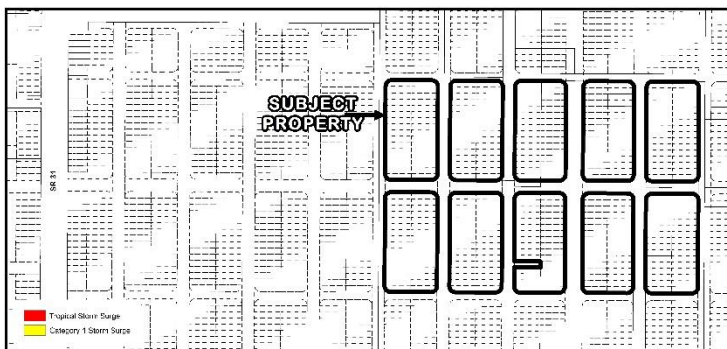 SUBJECT
PROPERTY
SR 31
Tropical Storm Surge
Category 1 Storm Surge